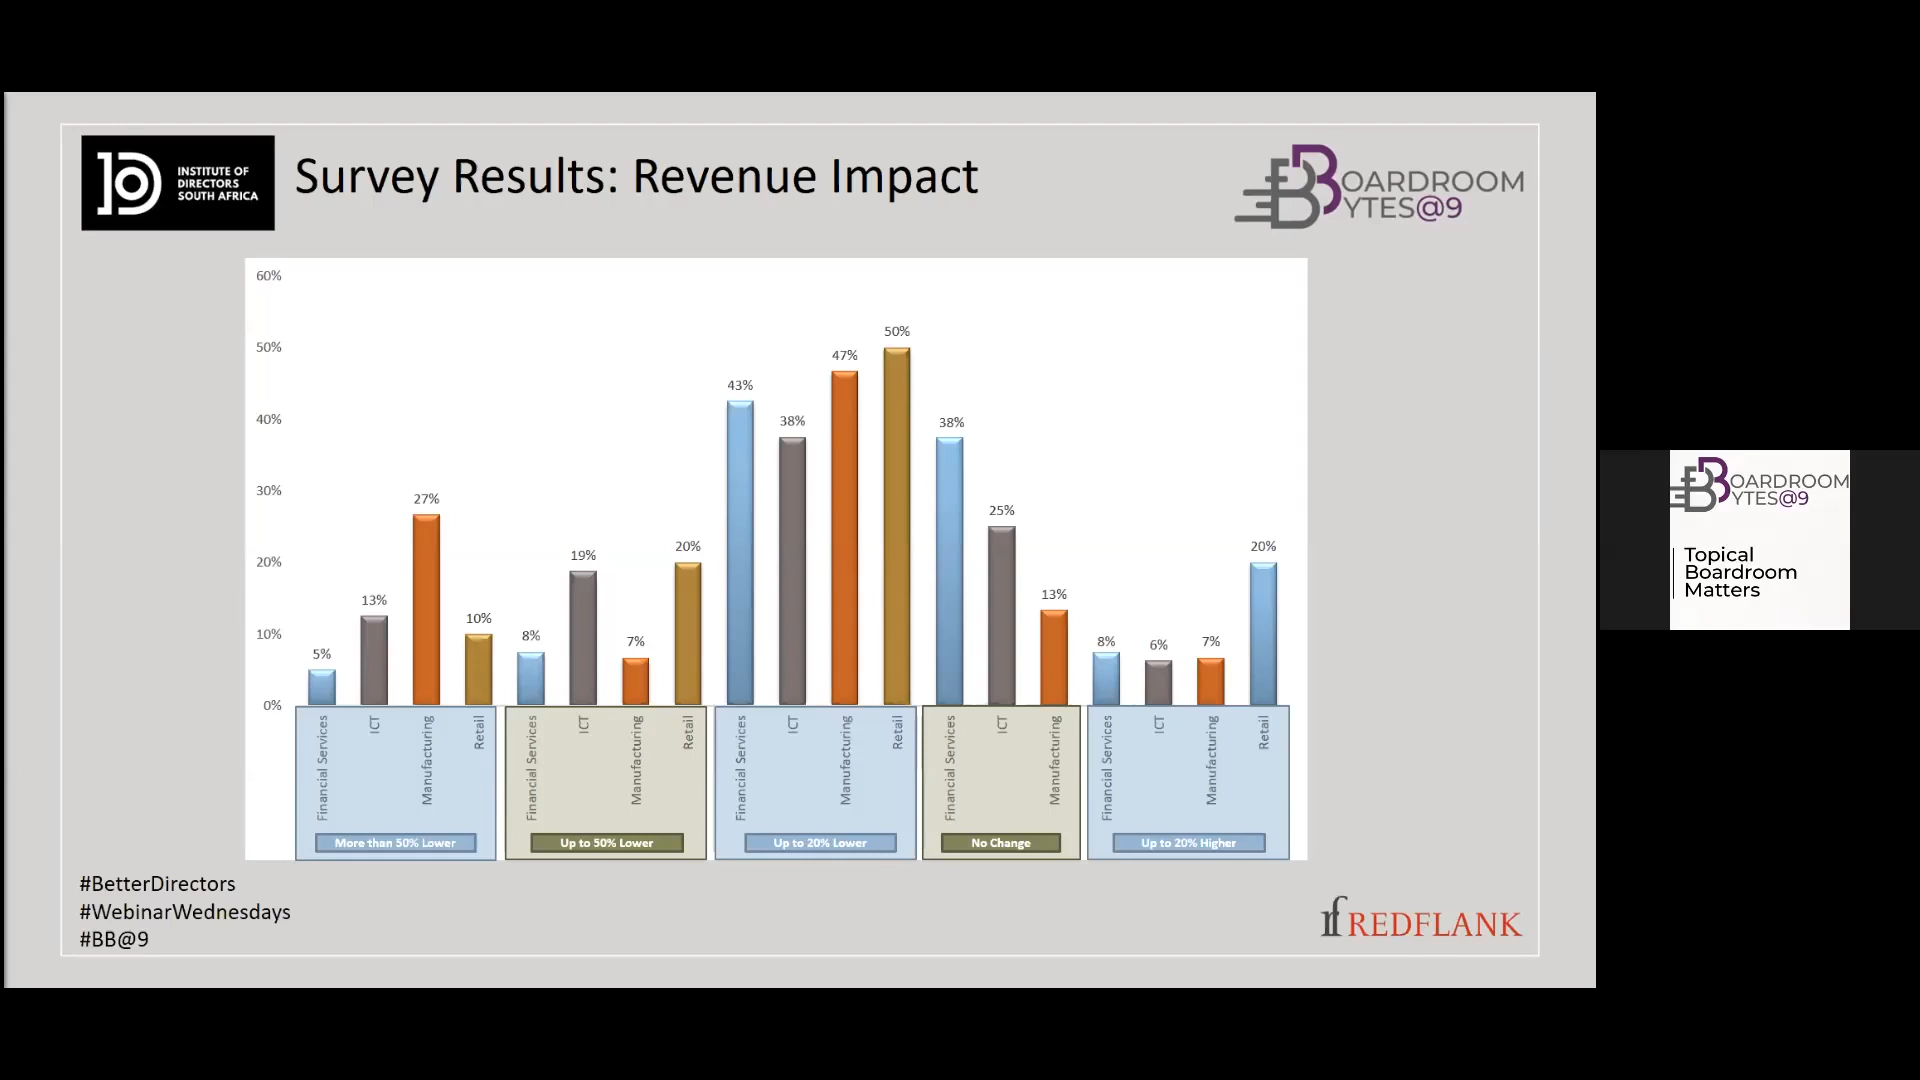 INSTITUTE OF
DIRECTORS
SOUTH AFRICA
Survey Results: Revenue Impact
BOARDROOM
BYTES@9
60%
50%
40%
30%
20%
10%
0%
5%
13%
27%
10%
8%
19%
7%
20%
43%
38%
47%
50%
38%
25%
13%
8%
6%
7%
20%
Financial Services
ICT
Manufacturing
Retail
Financial Services
ICT
Manufacturing
Retail
Financial Services
ICT
Manufacturing
Retail
Financial Services
ICT
Manufacturing
Financial Services
ICT
Manufacturing
Retail
More than 50% Lower
Up to 50% Lower
Up to 20% Lower
No Change
Up to 20% Higher
#BetterDirectors
#WebinarWednesdays
#BB@9
rf REDFLANK
BOARDROOM
BYTES@9
Topical
Boardroom
Matters